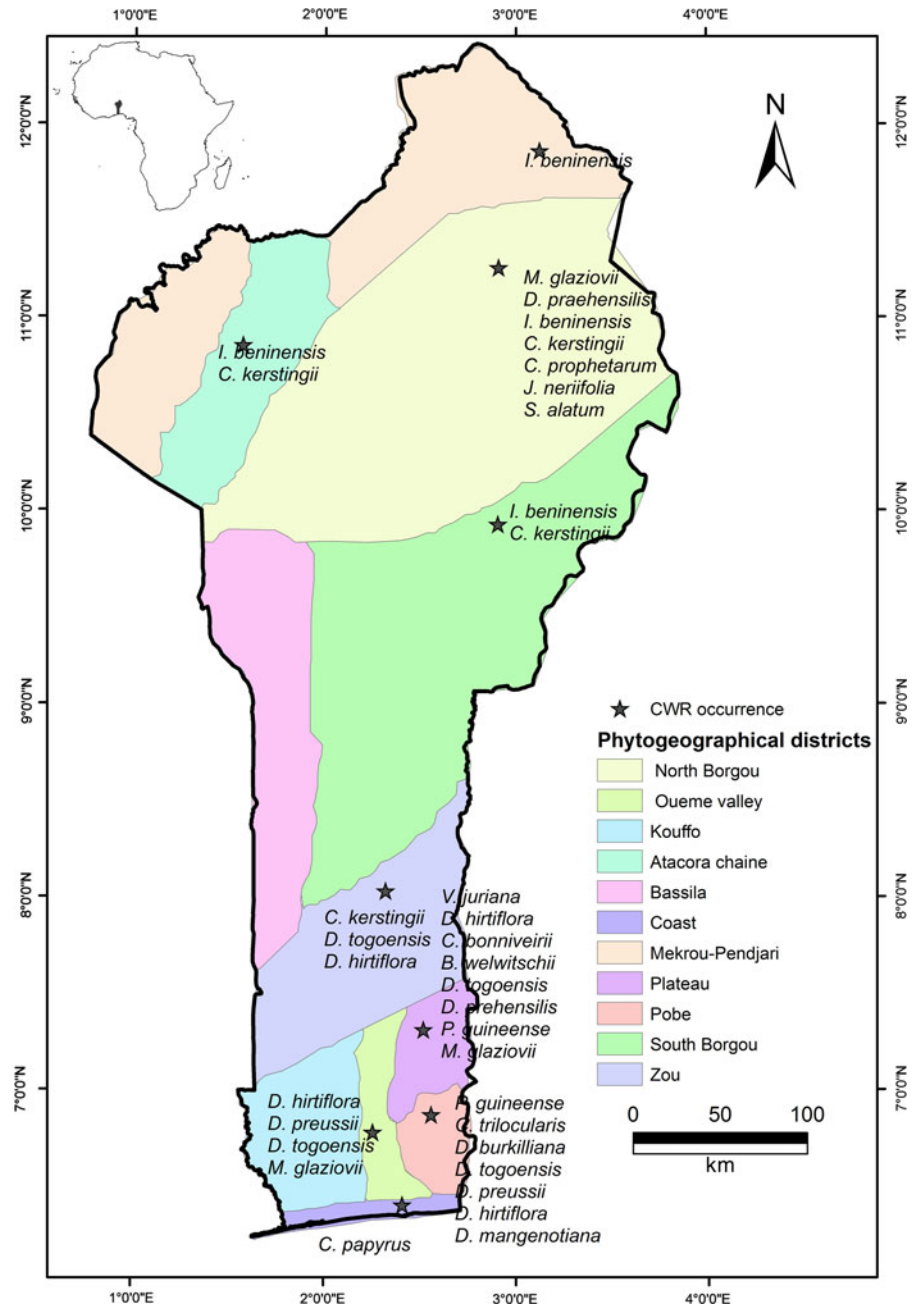 1°0'0"E
2°0'0"E
3°0'0"E
4°0'0"E
12°0'0"N
12°0'0"N
N
I. beninensis
M. glaziovii
D. praehensilis
I. beninensis
C. kerstingii
C. prophetarum
J. neriifolia
S. alatum
11°0'0"N
11°0'0"N
I. beninensis
C. kerstingii
10°0'0"N
10°0'0"N
I. beninensis
C. kerstingii
9°0'0"N
9°0'0"N
CWR occurrence
Phytogeographical districts
North Borgou
Oueme valley
Kouffo
Atacora chaine
Bassila
Coast
Mekrou-Pendjari
Plateau
Pobe
South Borgou
Zou
0
100
km
8°0'0"N
8°0'0"N
C. kerstingii
D. togoensis
D. hirtiflora
V. juriana
D. hirtiflora
C. bonniveirii
B. welwitschii
D. togoensis
D. prehensilis
P. guineense
M. glaziovii
7°0'0"N
7°0'0"N
D. hirtiflora
D. preussii
D. togoensis
M. glaziovii
P. guineense
C. trilocularis
D. burkilliana
D. togoensis
D. preussii
D. hirtiflora
D. mangenotiana
C. papyrus
1°0'0"E
2°0'0"E
3°0'0"E
4°0'0"E